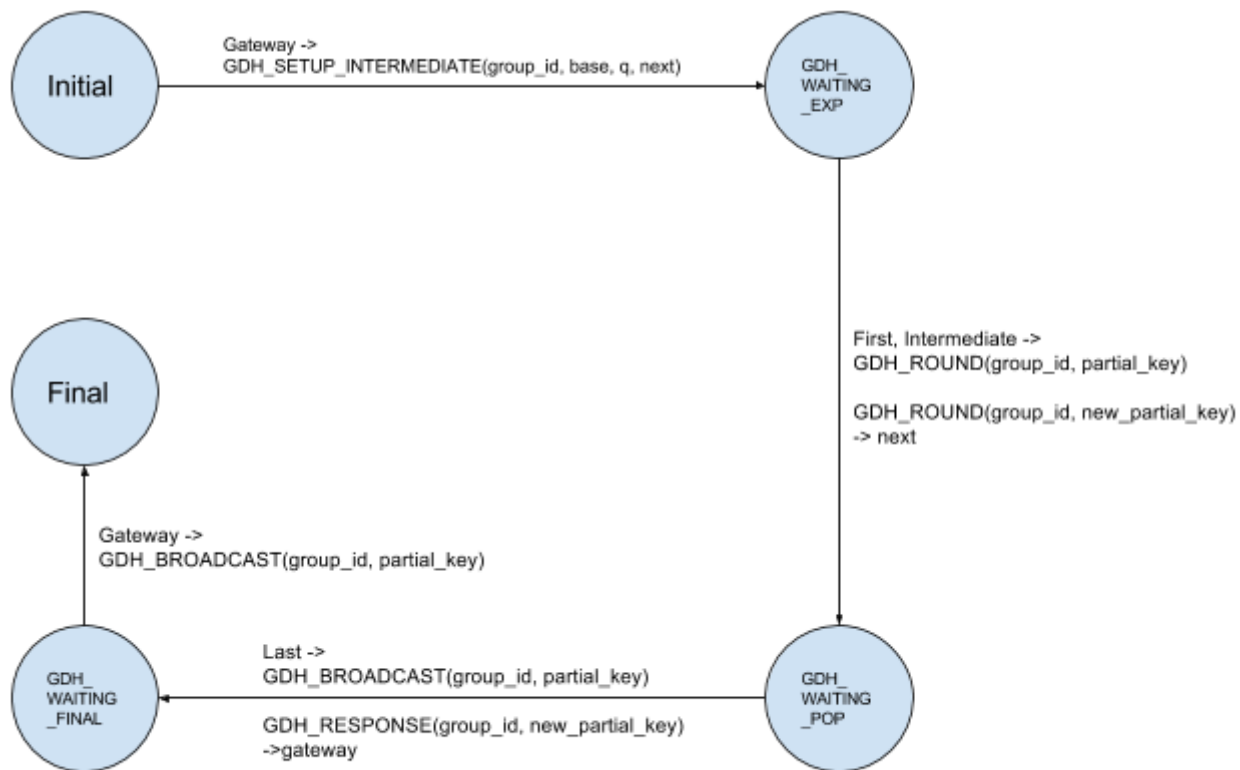 Initial
Gateway ->
GDH_SETUP_INTERMEDIATE(group_id, base, q, next)
GDH_
WAITING
_EXP
First, Intermediate ->
GDH_ROUND(group_id, partial_key)
GDH_ROUND(group_id, new_partial_key)
-> next
Final
Gateway ->
GDH_BROADCAST(group_id, partial_key)
GDH_
WAITING
_FINAL
Last ->
GDH_BROADCAST(group_id, partial_key)
GDH_RESPONSE(group_id, new_partial_key)
->gateway
GDH_
WAITING
_POP